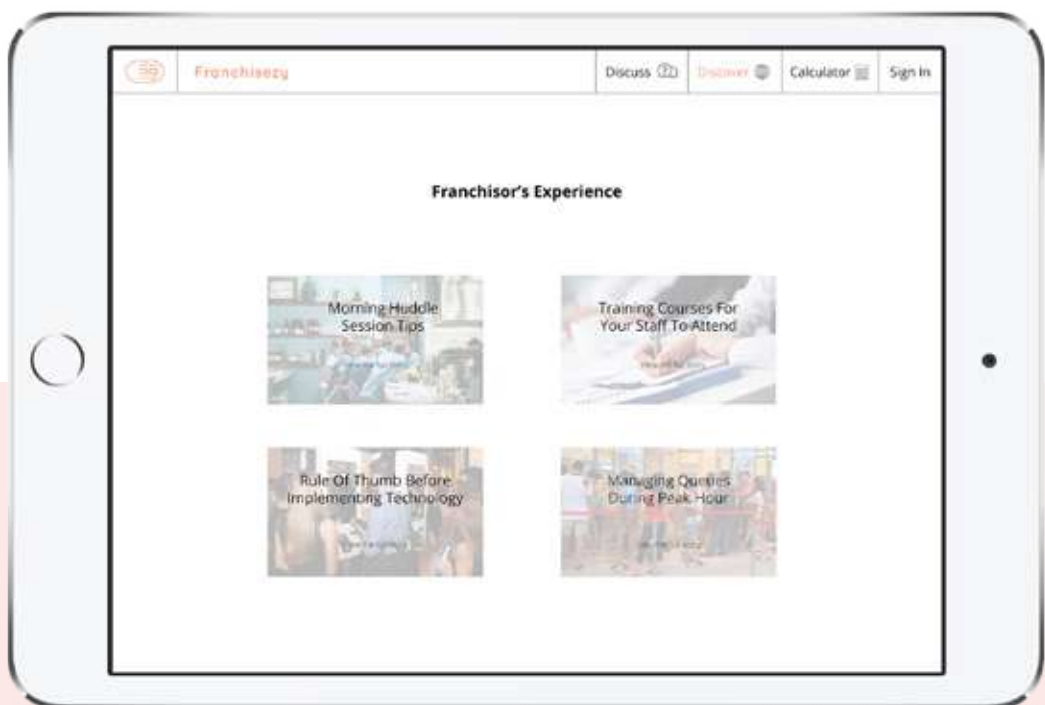 Franchisezy
Discuss
Discover
Calculator
Sign In
Franchisor's Experience
Morning Huddle
Session Tips
Training Courses For
Your Staff To Attend
Rule Of Thumb Before
Implementing Technology
Managing Queues
During Peak Hour